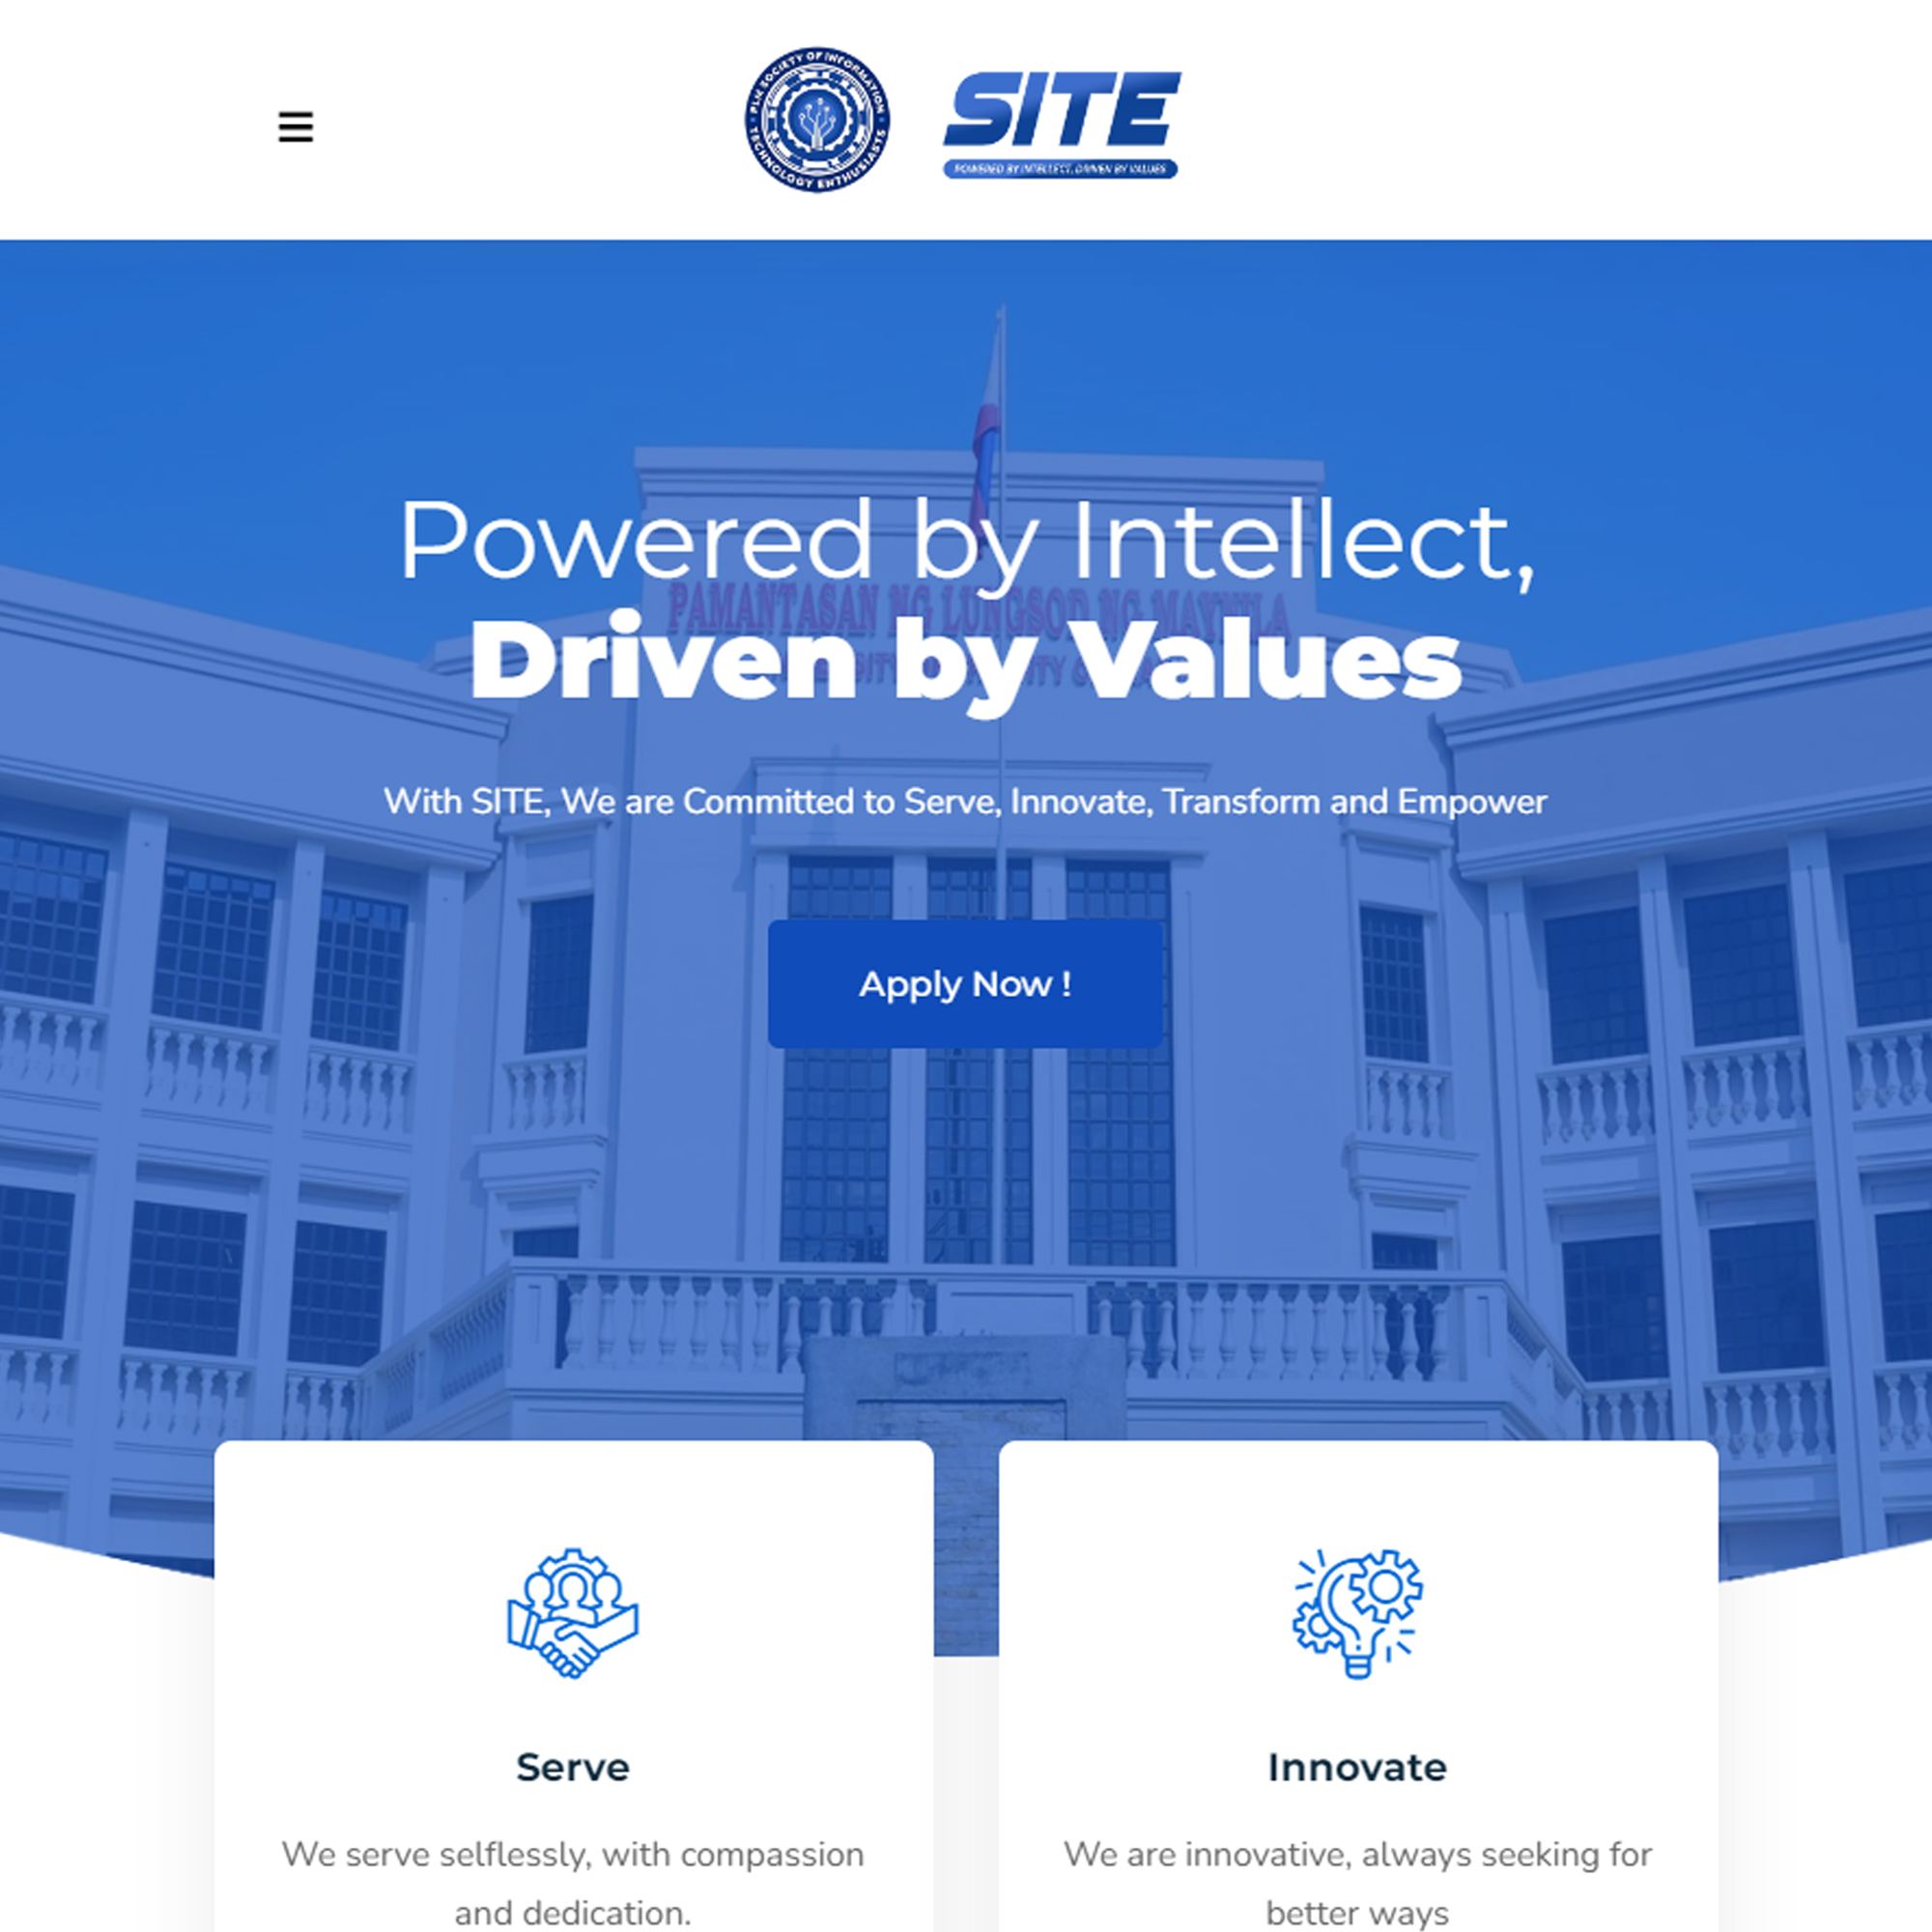 PLM SOCIETY OF INFORMATION
TECHNOLOGY ENTHUSIASTS
SITE
POWERED BY INTELLECT, DRIVEN BY VALUES
Powered by Intellect,
PAMANTASAN NG LUNGSOD NG MAYNILA
Driven by Values
With SITE, We are Committed to Serve, Innovate, Transform and Empower
Apply Now !
Serve
We serve selflessly, with compassion
and dedication.
Innovate
We are innovative, always seeking for
better ways